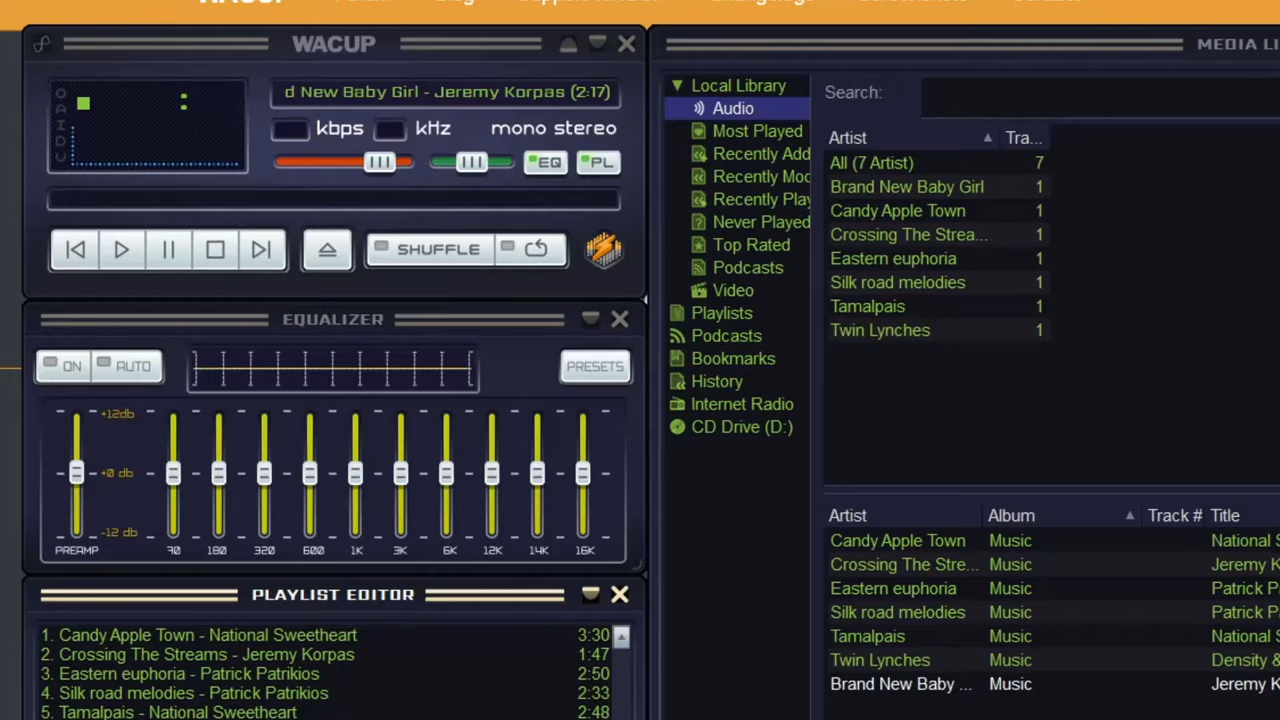 WACUP
d New Baby Girl - Jeremy Korpas (2:17)
O
A
I
D
U
kbps kHz mono stereo
EQ PL
SHUFFLE
EQUALIZER
ON AUTO PRESETS
+12db
+0 db
-12 db
PREAMP 70 180 320 600 1K 3K 6K 12K 14K 16K
PLAYLIST EDITOR
1. Candy Apple Town - National Sweetheart 3:30
2. Crossing The Streams - Jeremy Korpas 1:47
3. Eastern euphoria - Patrick Patrikios 2:50
4. Silk road melodies - Patrick Patrikios 2:33
5. Tamalpais - National Sweetheart 2:48
MEDIA LI
Local Library
Audio
Most Played
Recently Add
Recently Mod
Recently Play
Never Played
Top Rated
Podcasts
Video
Playlists
Podcasts
Bookmarks
History
Internet Radio
CD Drive (D:)
Search:
Artist Tra...
All (7 Artist) 7
Brand New Baby Girl 1
Candy Apple Town 1
Crossing The Strea... 1
Eastern euphoria 1
Silk road melodies 1
Tamalpais 1
Twin Lynches 1
Artist Album Track # Title
Candy Apple Town Music National S
Crossing The Stre... Music Jeremy K
Eastern euphoria Music Patrick P
Silk road melodies Music Patrick P
Tamalpais Music National S
Twin Lynches Music Density &
Brand New Baby ... Music Jeremy K